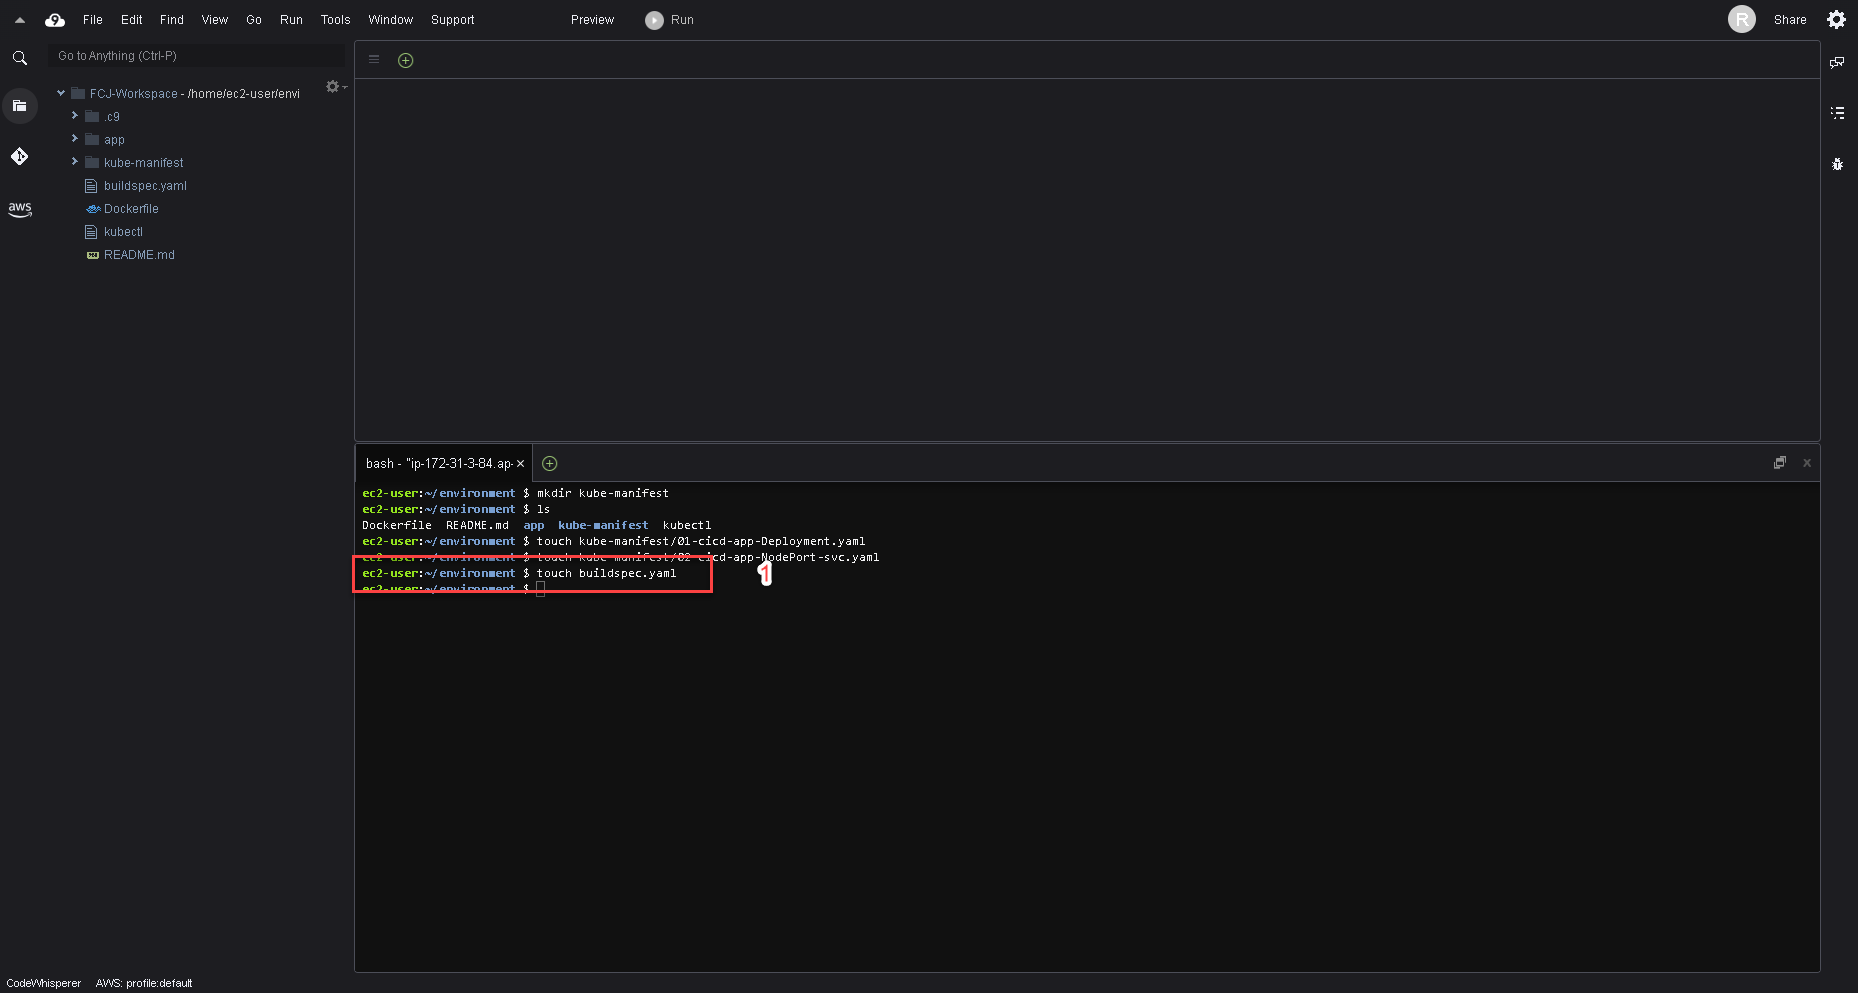 File Edit Find View Go Run Tools Window Support Preview Run R Share
Go to Anything (Ctrl-P)
FCJ-Workspace - /home/ec2-user/envi
.c9
app
kube-manifest
buildspec.yaml
Dockerfile
kubectl
README.md
aws
bash - "ip-172-31-3-84.ap-
ec2-user:~/environment $ mkdir kube-manifest
ec2-user:~/environment $ ls
Dockerfile README.md app kube-manifest kubectl
ec2-user:~/environment $ touch kube-manifest/01-cicd-app-Deployment.yaml
ec2-user:~/environment $ touch kube-manifest/02-cicd-app-NodePort-svc.yaml
ec2-user:~/environment $ touch buildspec.yaml
1
ec2-user:~/environment $
CodeWhisperer AWS: profile:default